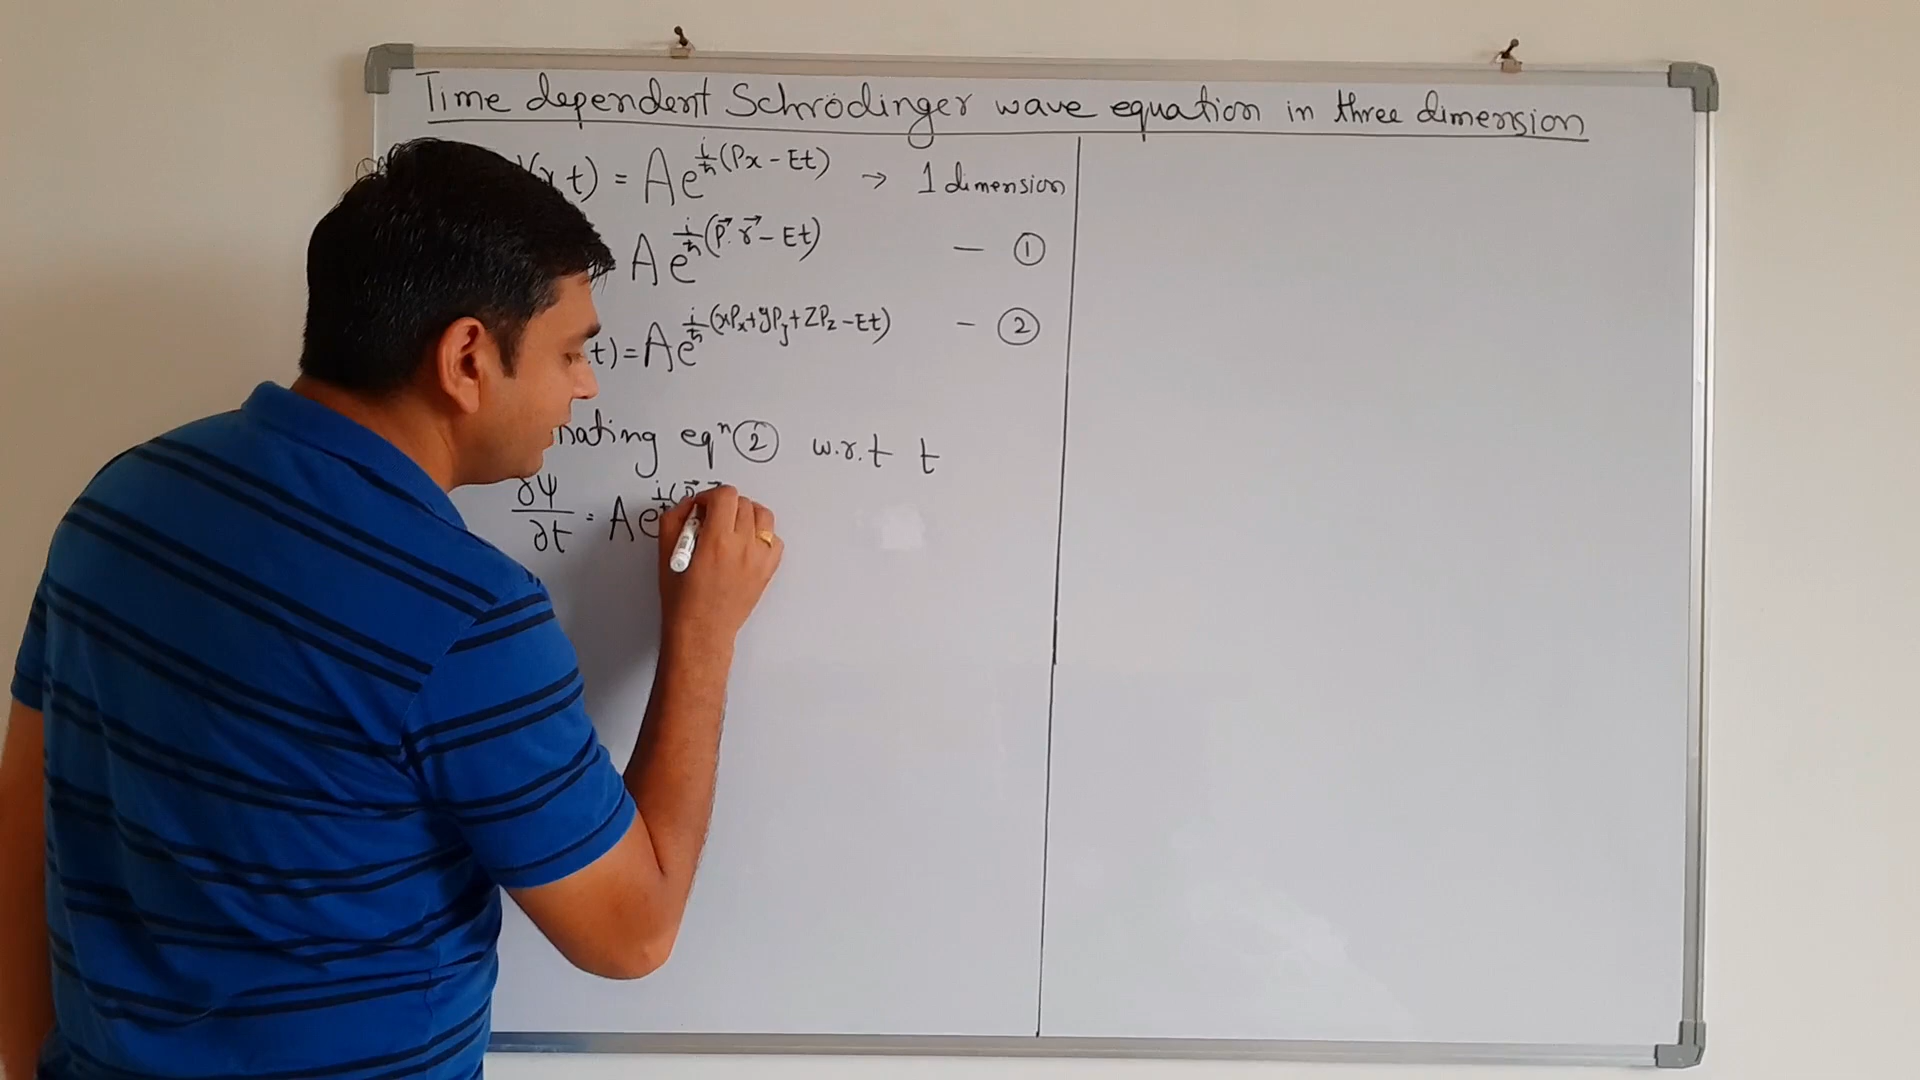 Time dependent Schrödinger wave equation in three dimension
t) = Ae^{i/ħ (Px - Et)} → 1 dimension
= Ae^{i/ħ (P⃗. r⃗ - Et)} — ①
t) = Ae^{i/ħ (xPx + yPy + ZPz - Et)} — ②
eqⁿ ② w.r.t t
∂ψ/∂t = Ae